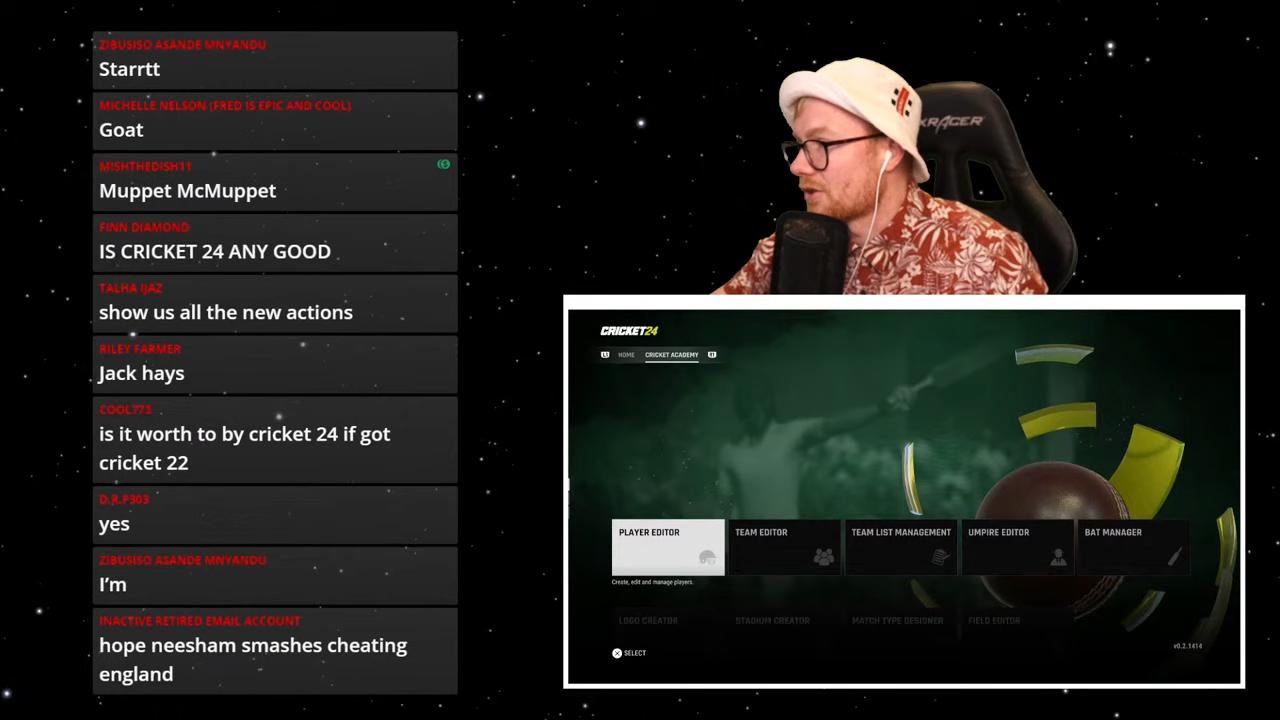 ZIBUSISO ASANDE MNYANDU
Starrtt
MICHELLE NELSON (FRED IS EPIC AND COOL)
Goat
MISHTHEDISH11
Muppet McMuppet
FINN DIAMOND
IS CRICKET 24 ANY GOOD
TALHA IJAZ
show us all the new actions
RILEY FARMER
Jack hays
COOL773
is it worth to by cricket 24 if got
cricket 22
D.R.P303
yes
ZIBUSISO ASANDE MNYANDU
I'm
INACTIVE RETIRED EMAIL ACCOUNT
hope neesham smashes cheating
england
XRACER
CRICKET24
HOME CRICKET ACADEMY
PLAYER EDITOR TEAM EDITOR TEAM LIST MANAGEMENT UMPIRE EDITOR BAT MANAGER
Create, edit and manage players.
LOGO CREATOR STADIUM CREATOR MATCH TYPE DESIGNER FIELD EDITOR
SELECT
v0.2.1414